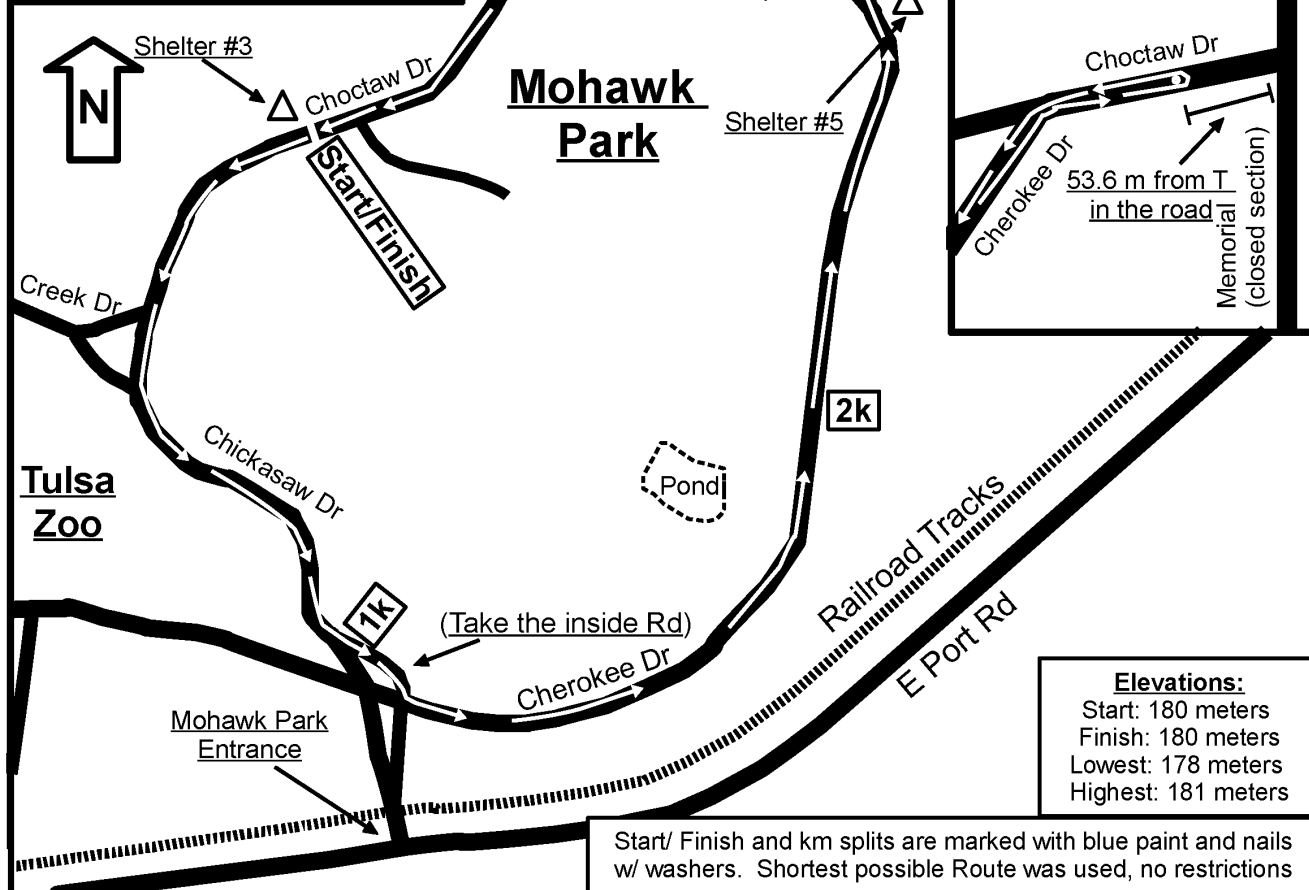 Shelter #3
N
Choctaw Dr
Mohawk
Park
Shelter #5
Start/Finish
Creek Dr
Chickasaw Dr
Tulsa
Zoo
Pond
2k
1k
(Take the inside Rd)
Cherokee Dr
Mohawk Park
Entrance
Railroad Tracks
E Port Rd
Choctaw Dr
Cherokee Dr
53.6 m from T
in the road
Memorial
(closed section)
Elevations:
Start: 180 meters
Finish: 180 meters
Lowest: 178 meters
Highest: 181 meters
Start/ Finish and km splits are marked with blue paint and nails
w/ washers.  Shortest possible Route was used, no restrictions